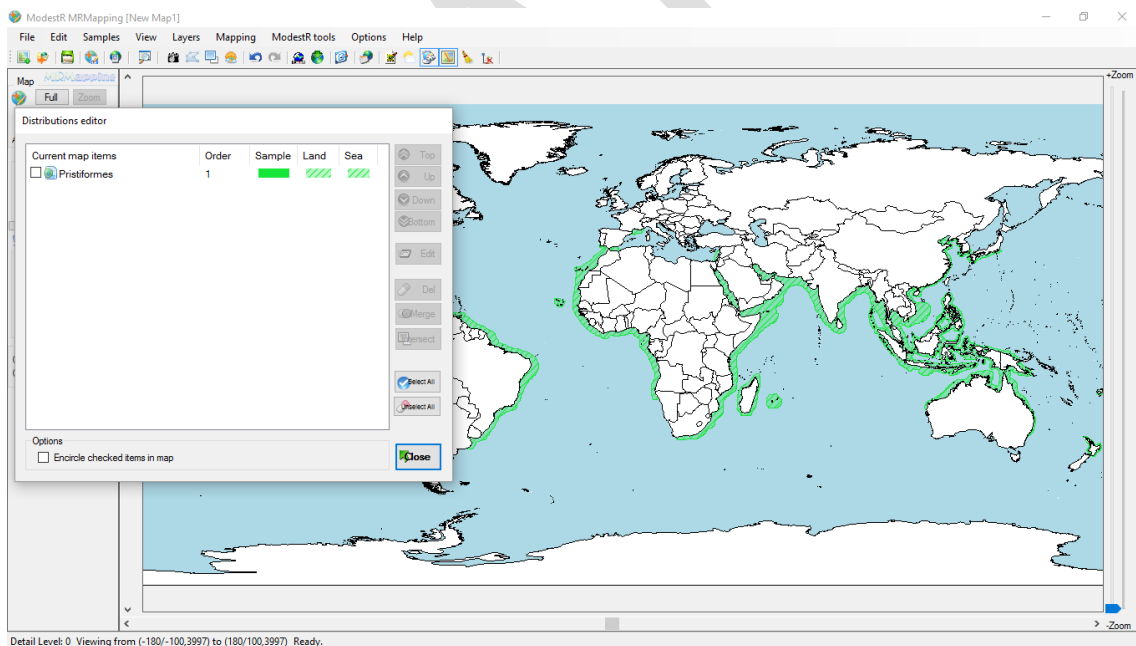 ModestR MRMapping [New Map1]
File Edit Samples View Layers Mapping ModestR tools Options Help
Map MRMapping
Full Zoom
+Zoom
Distributions editor
Current map items Order Sample Land Sea
Pristiformes 1
Top
Up
Down
Bottom
Edit
Del
Merge
Intersect
Select All
Unselect All
Options
Encircle checked items in map
Close
-Zoom
Detail Level: 0 Viewing from (-180/-100,3997) to (180/100,3997) Ready.